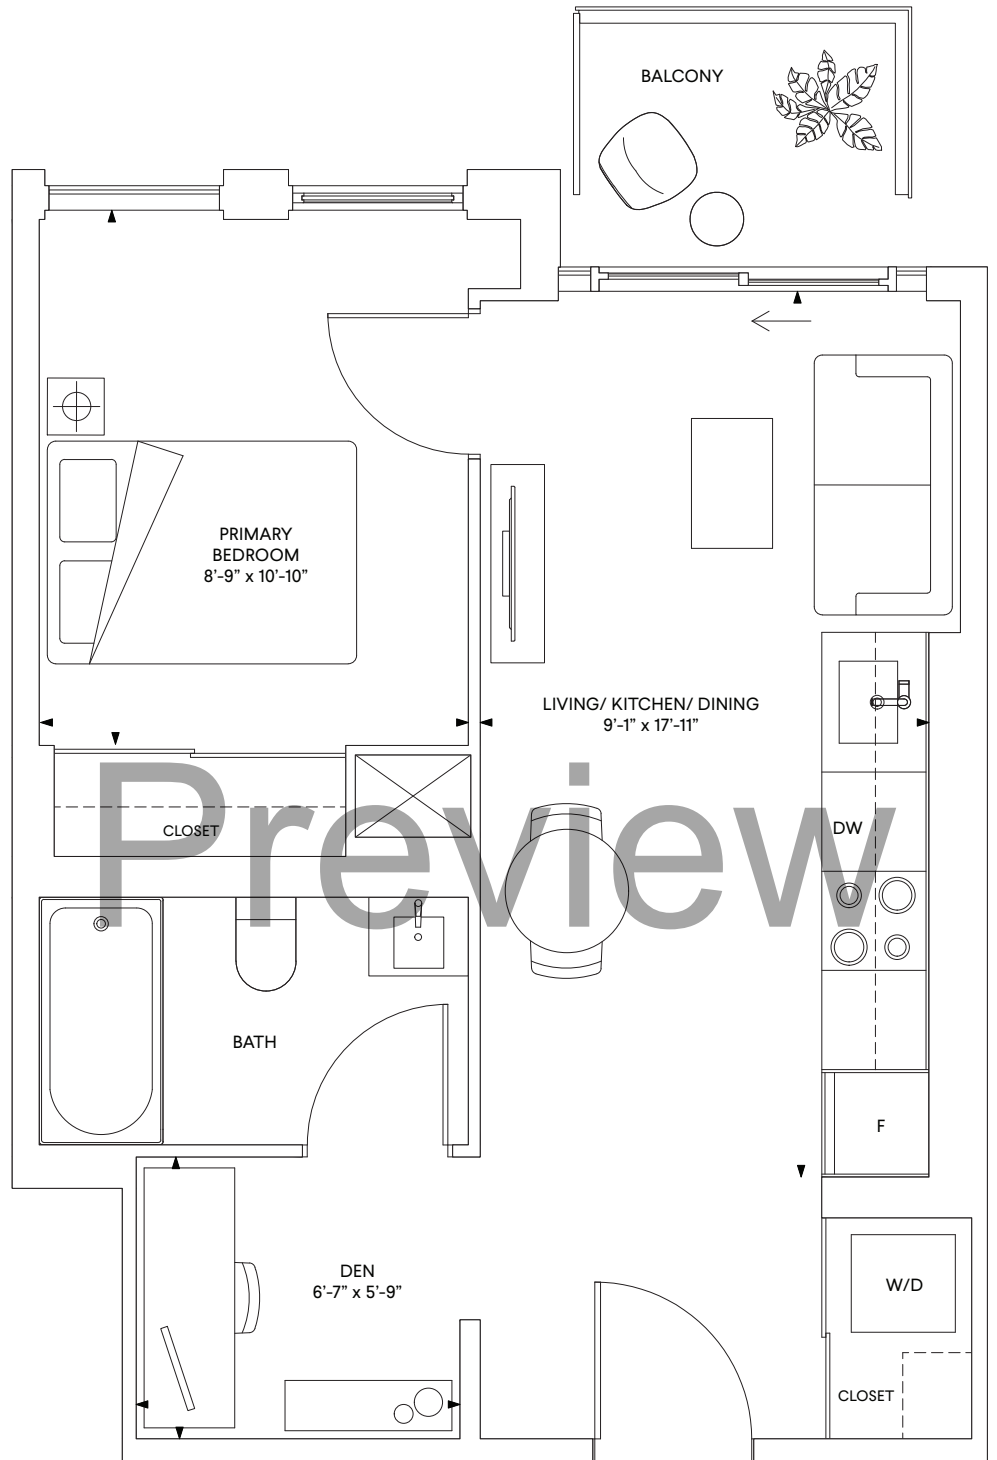 BALCONY
PRIMARY
BEDROOM
8’-9” x 10’-10”
LIVING/ KITCHEN/ DINING
9’-1” x 17’-11”
CLOSET
DW
Preview
BATH
F
DEN
6’-7” x 5’-9”
W/D
CLOSET